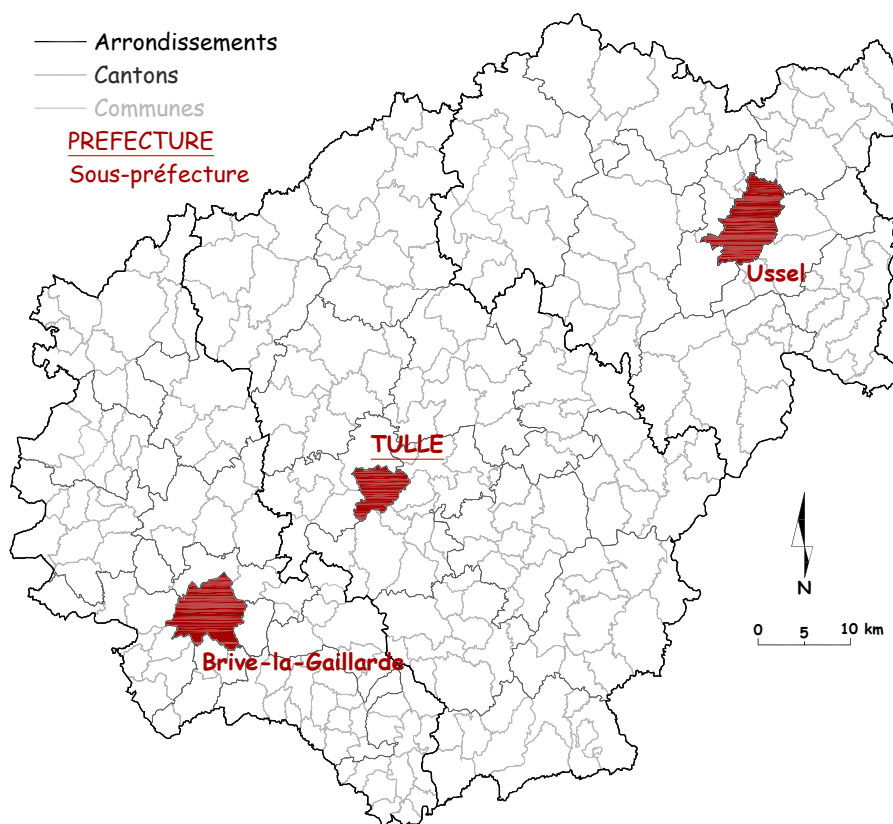 Arrondissements
Cantons
Communes
PREFECTURE
Sous-préfecture
Ussel
TULLE
N
0 5 10 km
Brive-la-Gaillarde